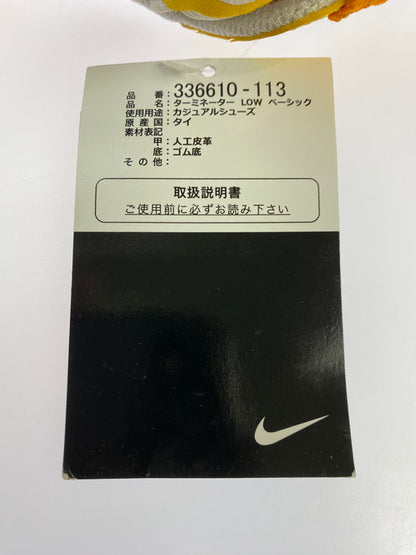 品番：336610-113
品名：ターミネーター LOW ベーシック
使用用途：カジュアルシューズ
原産国：タイ
素材表記
甲：人工皮革
底：ゴム底
その他：
取扱説明書
ご使用前に必ずお読み下さい